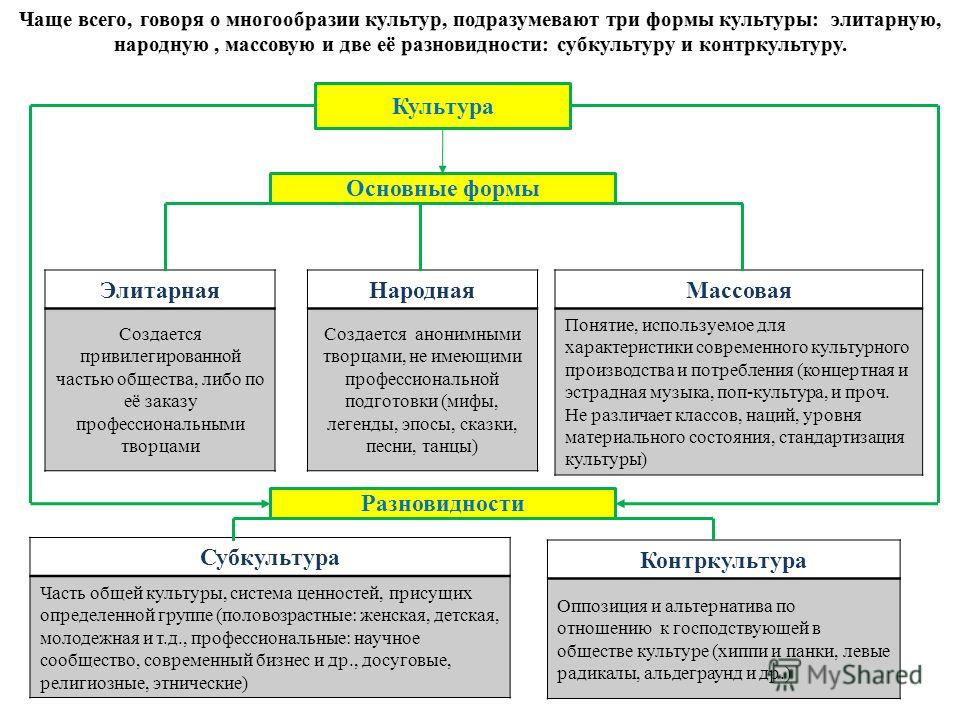 Чаще всего, говоря о многообразии культур, подразумевают три формы культуры: элитарную,
народную , массовую и две её разновидности: субкультуру и контркультуру.
Культура
Основные формы
Элитарная
Создается
привилегированной
частью общества, либо по
её заказу
профессиональными
творцами
Народная
Создается анонимными
творцами, не имеющими
профессиональной
подготовки (мифы,
легенды, эпосы, сказки,
песни, танцы)
Массовая
Понятие, используемое для
характеристики современного культурного
производства и потребления (концертная и
эстрадная музыка, поп-культура, и проч.
Не различает классов, наций, уровня
материального состояния, стандартизация
культуры)
Разновидности
Субкультура
Часть общей культуры, система ценностей, присущих
определенной группе (половозрастные: женская, детская,
молодежная и т.д., профессиональные: научное
сообщество, современный бизнес и др., досуговые,
религиозные, этнические)
Контркультура
Оппозиция и альтернатива по
отношению к господствующей в
обществе культуре (хиппи и панки, левые
радикалы, альдеграунд и др.)
MyShared